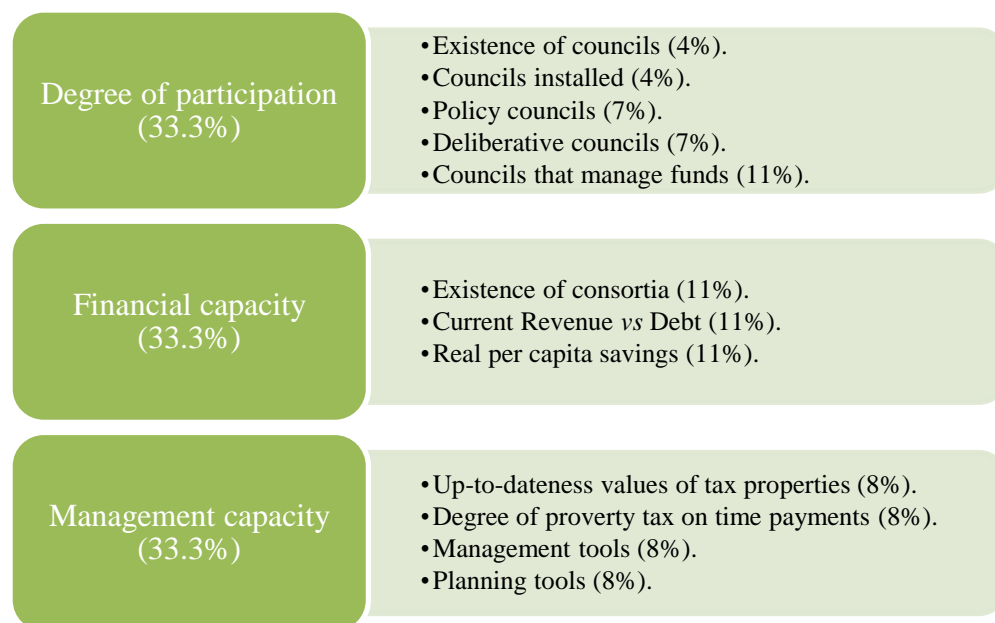 Degree of participation
(33.3%)
•Existence of councils (4%).
•Councils installed (4%).
•Policy councils (7%).
•Deliberative councils (7%).
•Councils that manage funds (11%).
Financial capacity
(33.3%)
•Existence of consortia (11%).
•Current Revenue vs Debt (11%).
•Real per capita savings (11%).
Management capacity
(33.3%)
•Up-to-dateness values of tax properties (8%).
•Degree of proverty tax on time payments (8%).
•Management tools (8%).
•Planning tools (8%).